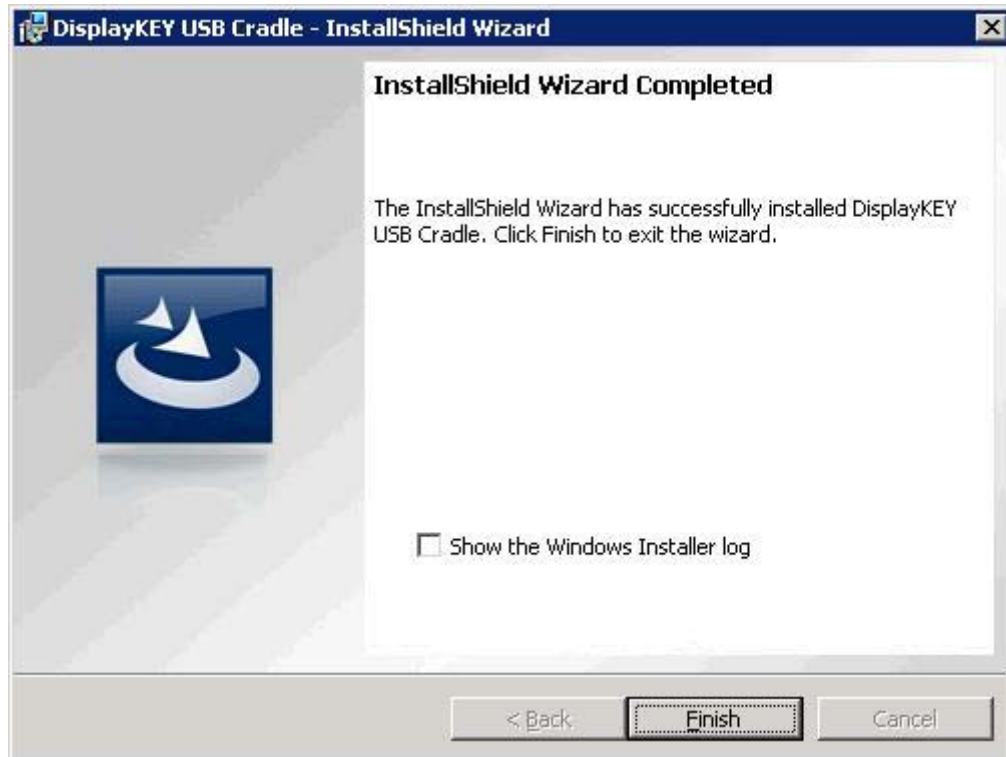 DisplayKEY USB Cradle - InstallShield Wizard
InstallShield Wizard Completed
The InstallShield Wizard has successfully installed DisplayKEY
USB Cradle. Click Finish to exit the wizard.
Show the Windows Installer log
< Back
Finish
Cancel